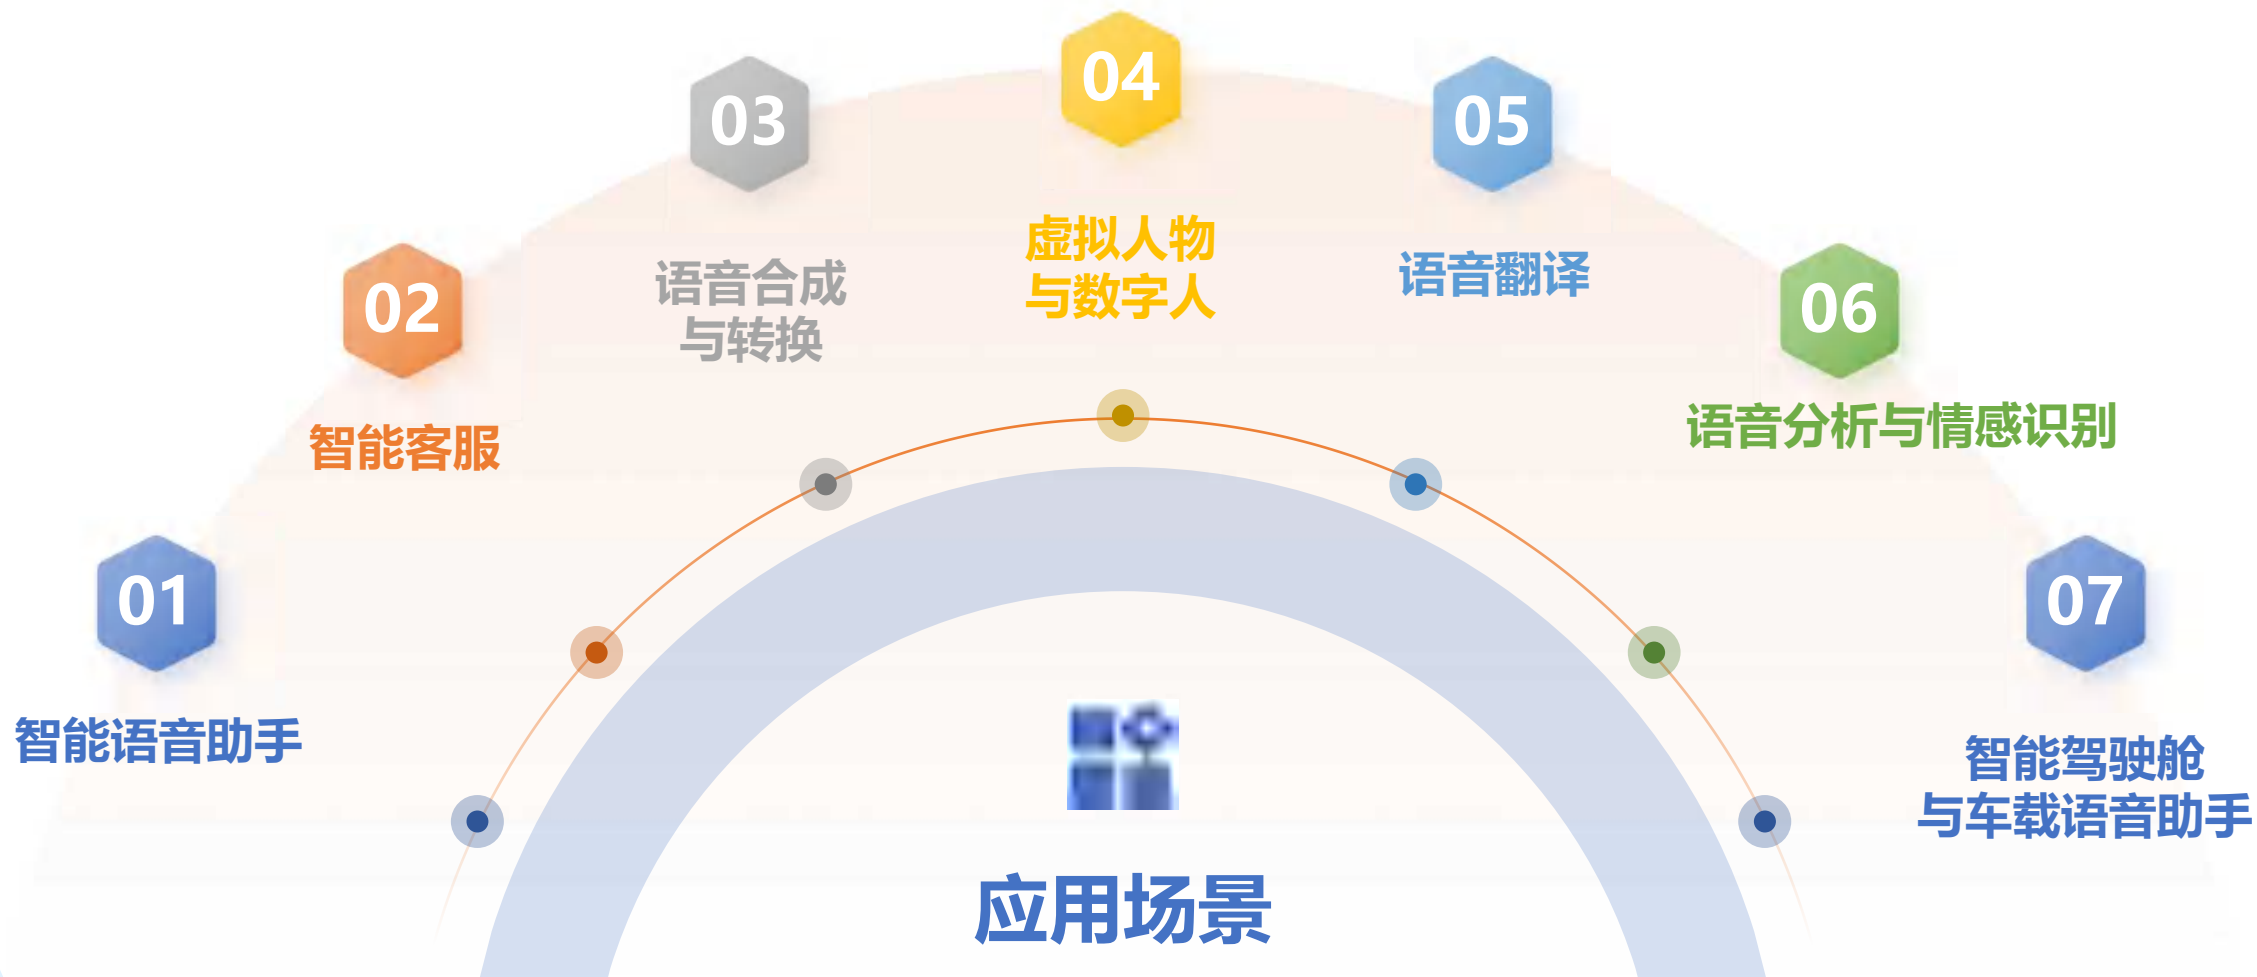 01
智能语音助手
02
智能客服
03
语音合成
与转换
04
虚拟人物
与数字人
05
语音翻译
06
语音分析与情感识别
07
智能驾驶舱
与车载语音助手
应用场景